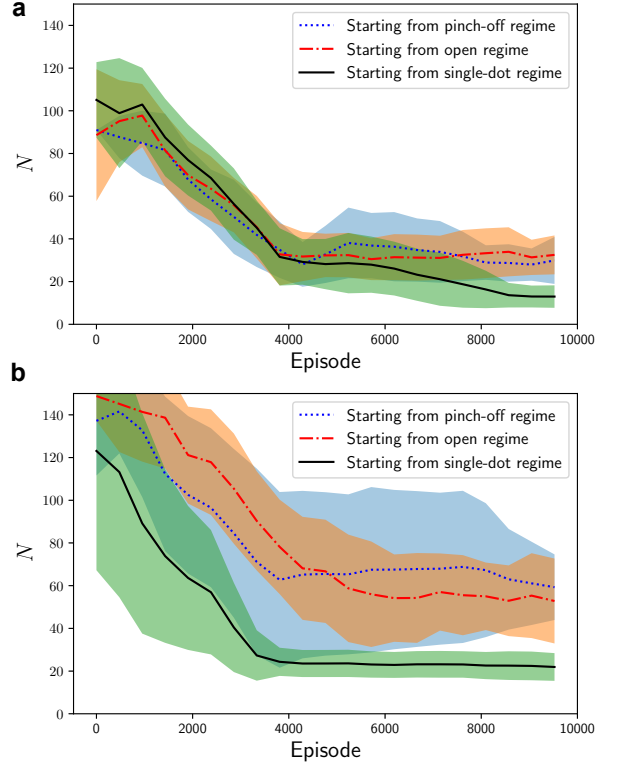 a
140
120
100
80
60
40
20
0
N
Starting from pinch-off regime
Starting from open regime
Starting from single-dot regime
0 2000 4000 6000 8000 10000
Episode
b
140
120
100
80
60
40
20
0
N
Starting from pinch-off regime
Starting from open regime
Starting from single-dot regime
0 2000 4000 6000 8000 10000
Episode